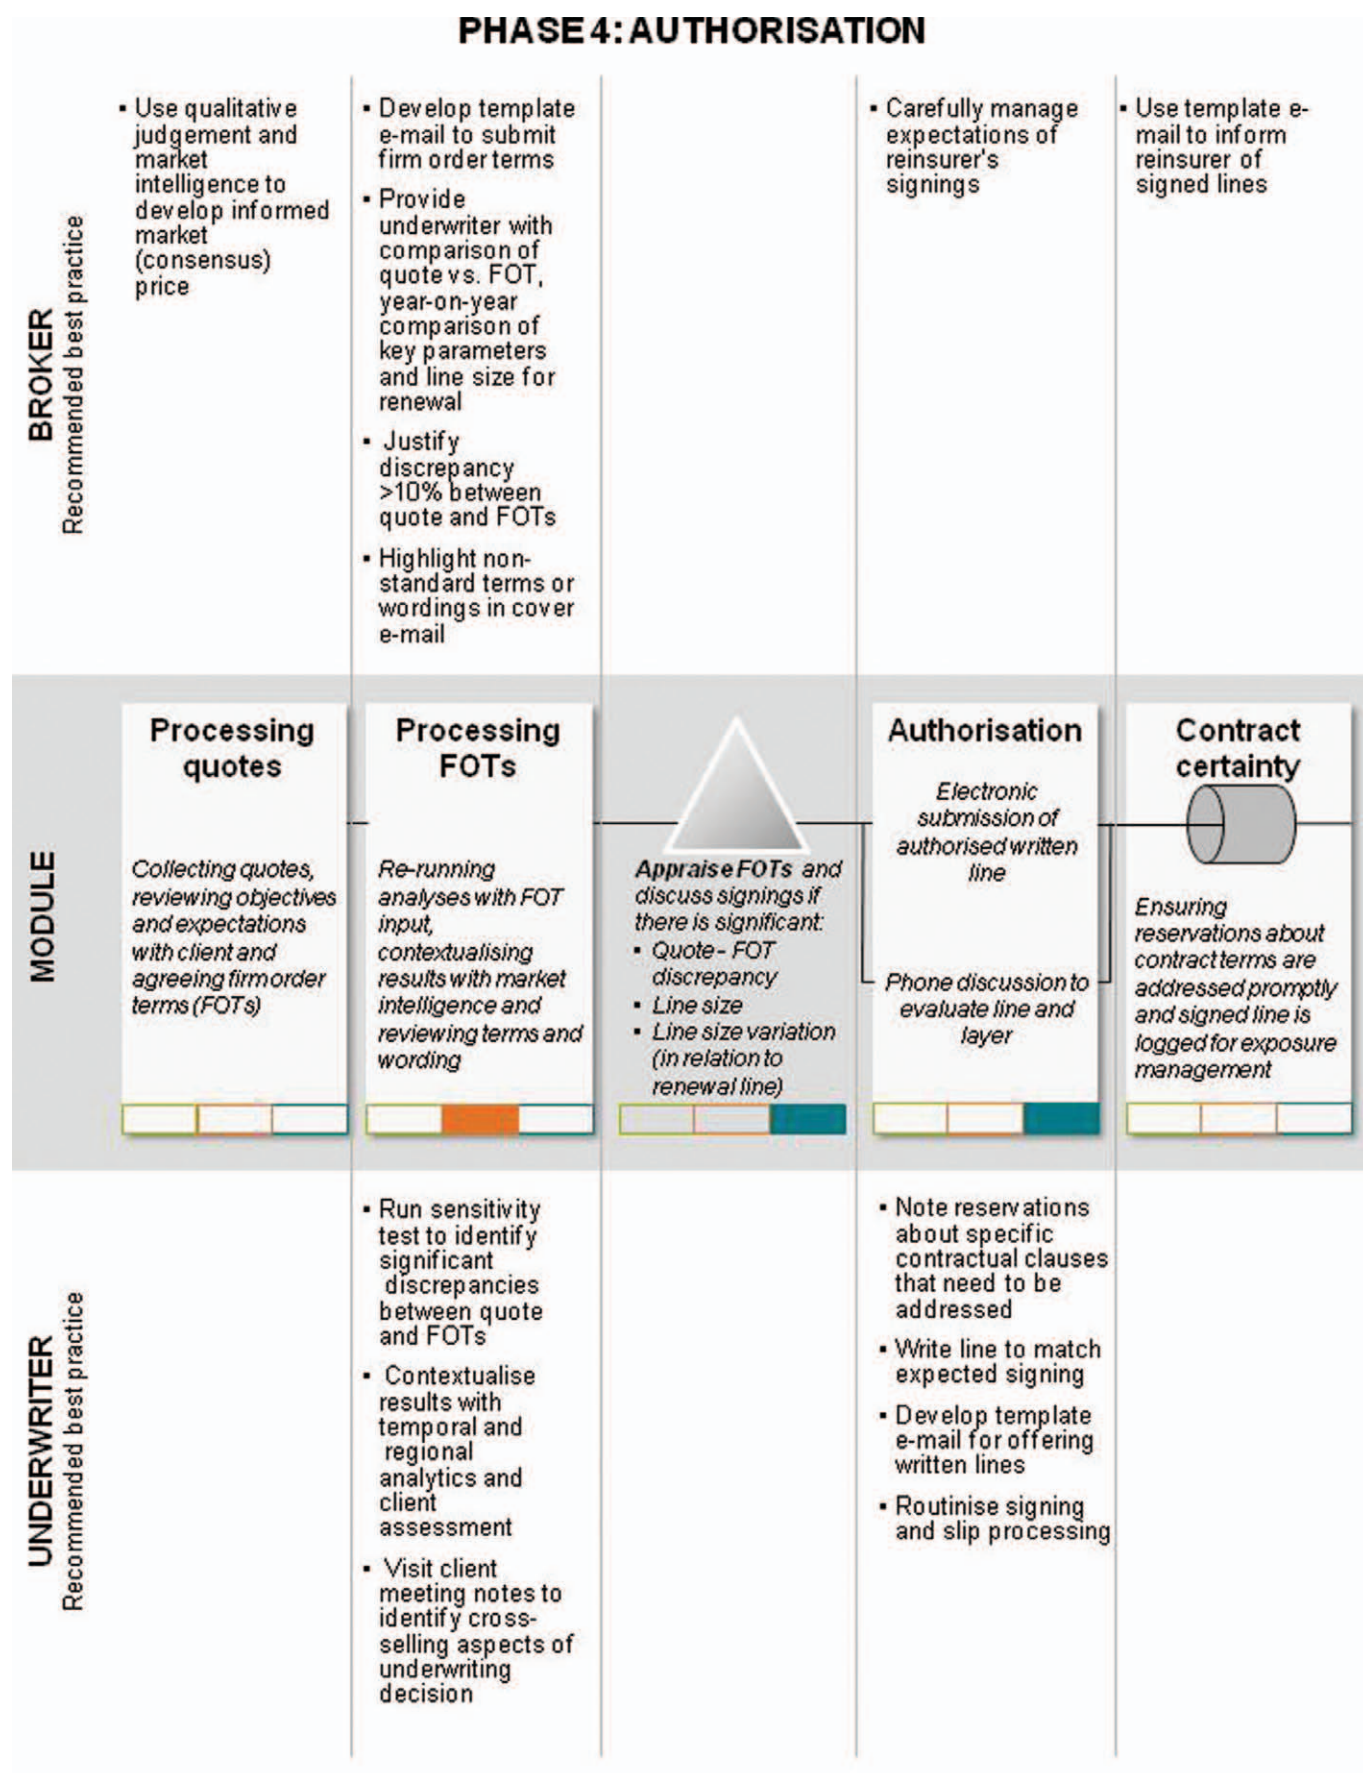 PHASE 4: AUTHORISATION
BROKER
Recommended best practice
▪ Use qualitative
judgement and
market
intelligence to
develop informed
market
(consensus)
price
▪ Develop template
e-mail to submit
firm order terms
▪ Provide
underwriter with
comparison of
quote vs. FOT,
year-on-year
comparison of
key parameters
and line size for
renewal
▪ Justify
discrepancy
>10% between
quote and FOTs
▪ Highlight non-
standard terms or
wordings in cover
e-mail
▪ Carefully manage
expectations of
reinsurer's
signings
▪ Use template e-
mail to inform
reinsurer of
signed lines
MODULE
Processing
quotes
Collecting quotes,
reviewing objectives
and expectations
with client and
agreeing firm order
terms (FOTs)
Processing
FOTs
Re-running
analyses with FOT
input,
contextualising
results with market
intelligence and
reviewing terms and
wording
Appraise FOTs and
discuss signings if
there is significant:
▪ Quote- FOT
discrepancy
▪ Line size
▪ Line size variation
(in relation to
renewal line)
Authorisation
Electronic
submission of
authorised written
line
Phone discussion to
evaluate line and
layer
Contract
certainty
Ensuring
reservations about
contract terms are
addressed promptly
and signed line is
logged for exposure
management
UNDERWRITER
Recommended best practice
▪ Run sensitivity
test to identify
significant
discrepancies
between quote
and FOTs
▪ Contextualise
results with
temporal and
regional
analytics and
client
assessment
▪ Visit client
meeting notes to
identify cross-
selling aspects of
underwriting
decision
▪ Note reservations
about specific
contractual clauses
that need to be
addressed
▪ Write line to match
expected signing
▪ Develop template
e-mail for offering
written lines
▪ Routinise signing
and slip processing